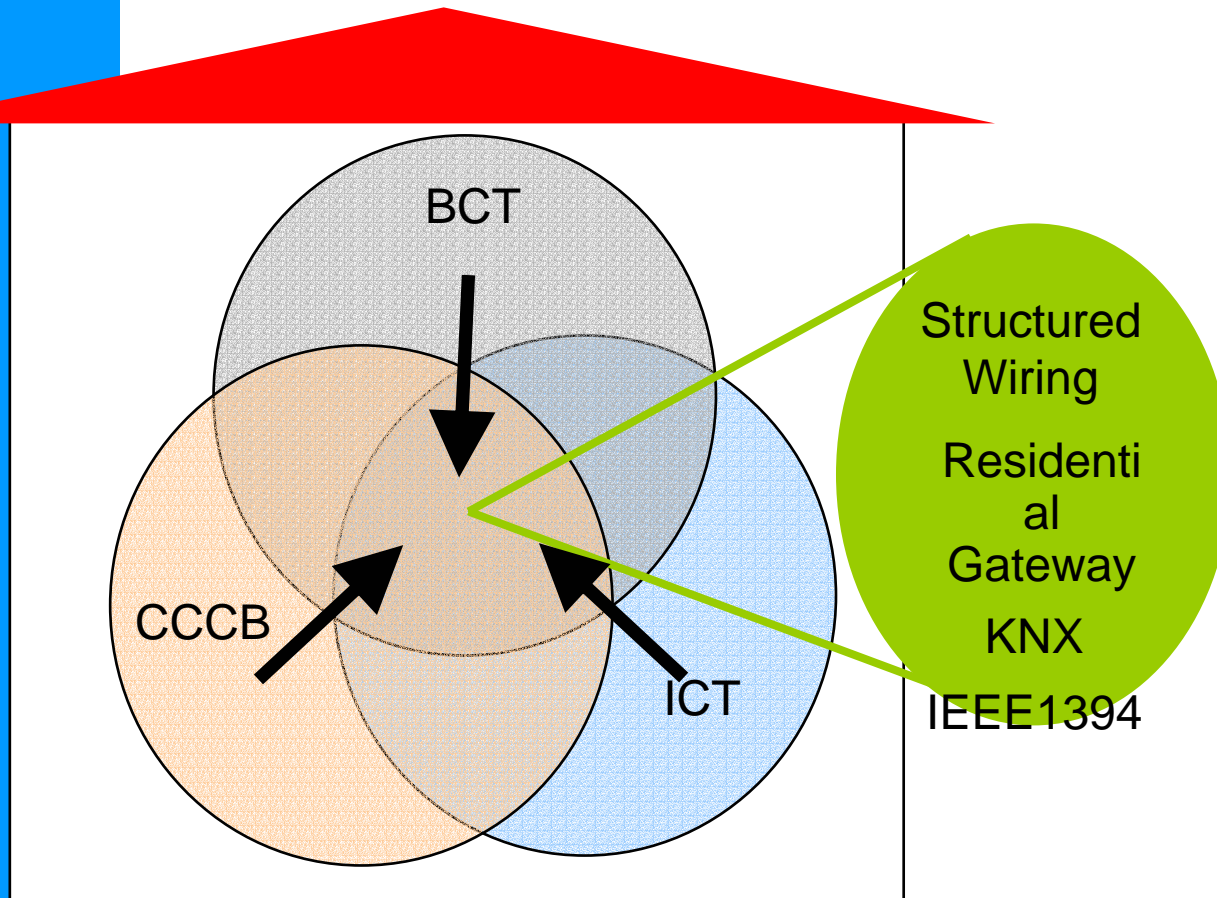 BCT
CCCB
ICT
Structured
Wiring
Residenti
al
Gateway
KNX
IEEE1394